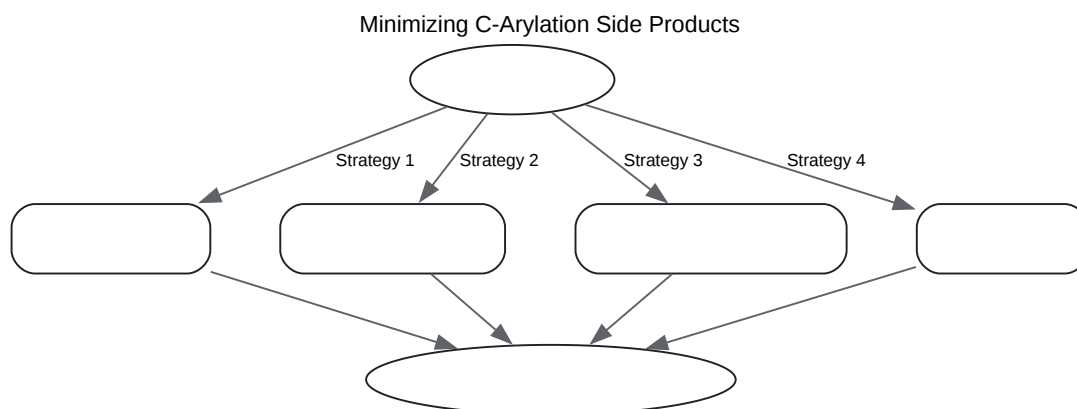 Minimizing C-Arylation Side Products
Strategy 1
Strategy 2
Strategy 3
Strategy 4